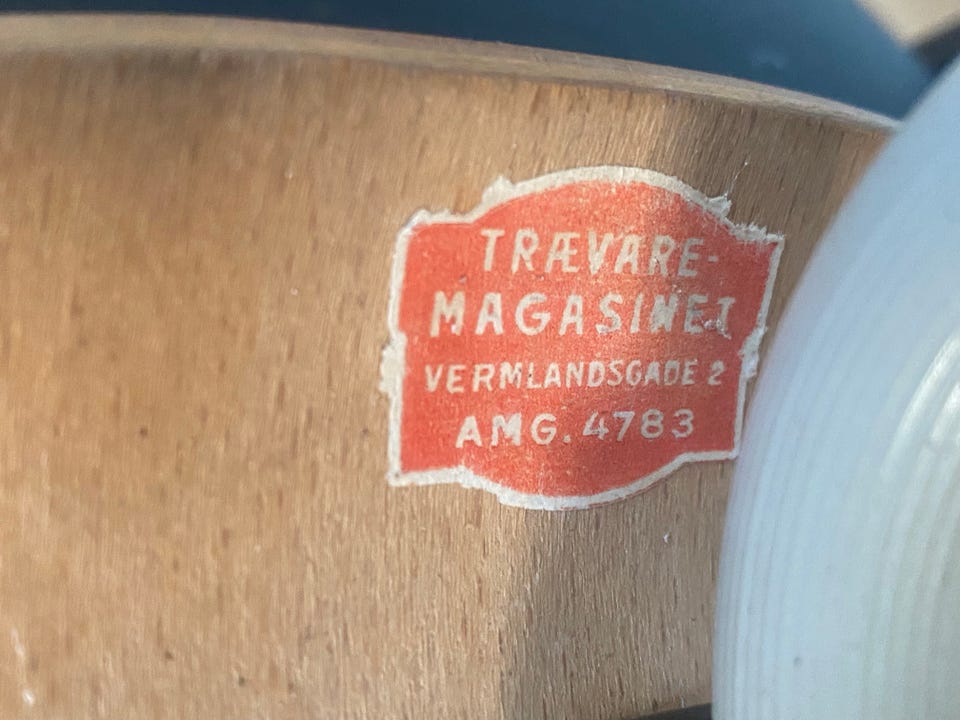 TRÆVARE-
MAGASINET
VERMLANDSGADE 2
AMG. 4783